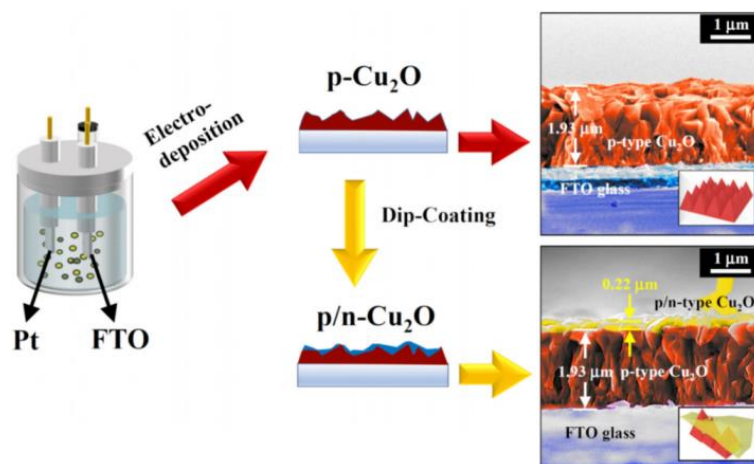 Electro-
deposition
Pt
FTO
p-Cu₂O
Dip-Coating
p/n-Cu₂O
1 μm
1.93 μm
p-type Cu₂O
FTO glass
1 μm
0.22 μm
p/n-type Cu₂O
1.93 μm
p-type Cu₂O
FTO glass